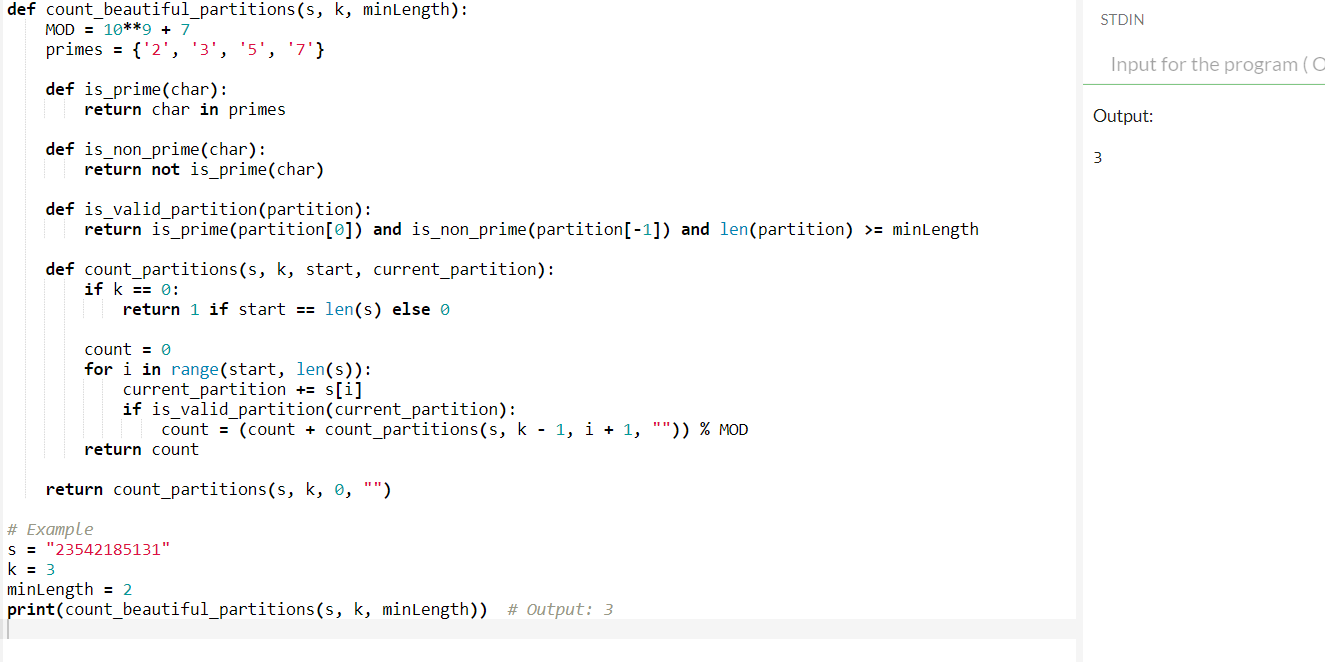 def count_beautiful_partitions(s, k, minLength):
    MOD = 10**9 + 7
    primes = {'2', '3', '5', '7'}

    def is_prime(char):
        return char in primes

    def is_non_prime(char):
        return not is_prime(char)

    def is_valid_partition(partition):
        return is_prime(partition[0]) and is_non_prime(partition[-1]) and len(partition) >= minLength

    def count_partitions(s, k, start, current_partition):
        if k == 0:
            return 1 if start == len(s) else 0

        count = 0
        for i in range(start, len(s)):
            current_partition += s[i]
            if is_valid_partition(current_partition):
                count = (count + count_partitions(s, k - 1, i + 1, "")) % MOD
        return count

    return count_partitions(s, k, 0, "")

# Example
s = "23542185131"
k = 3
minLength = 2
print(count_beautiful_partitions(s, k, minLength))  # Output: 3
STDIN
Input for the program ( O
Output:
3